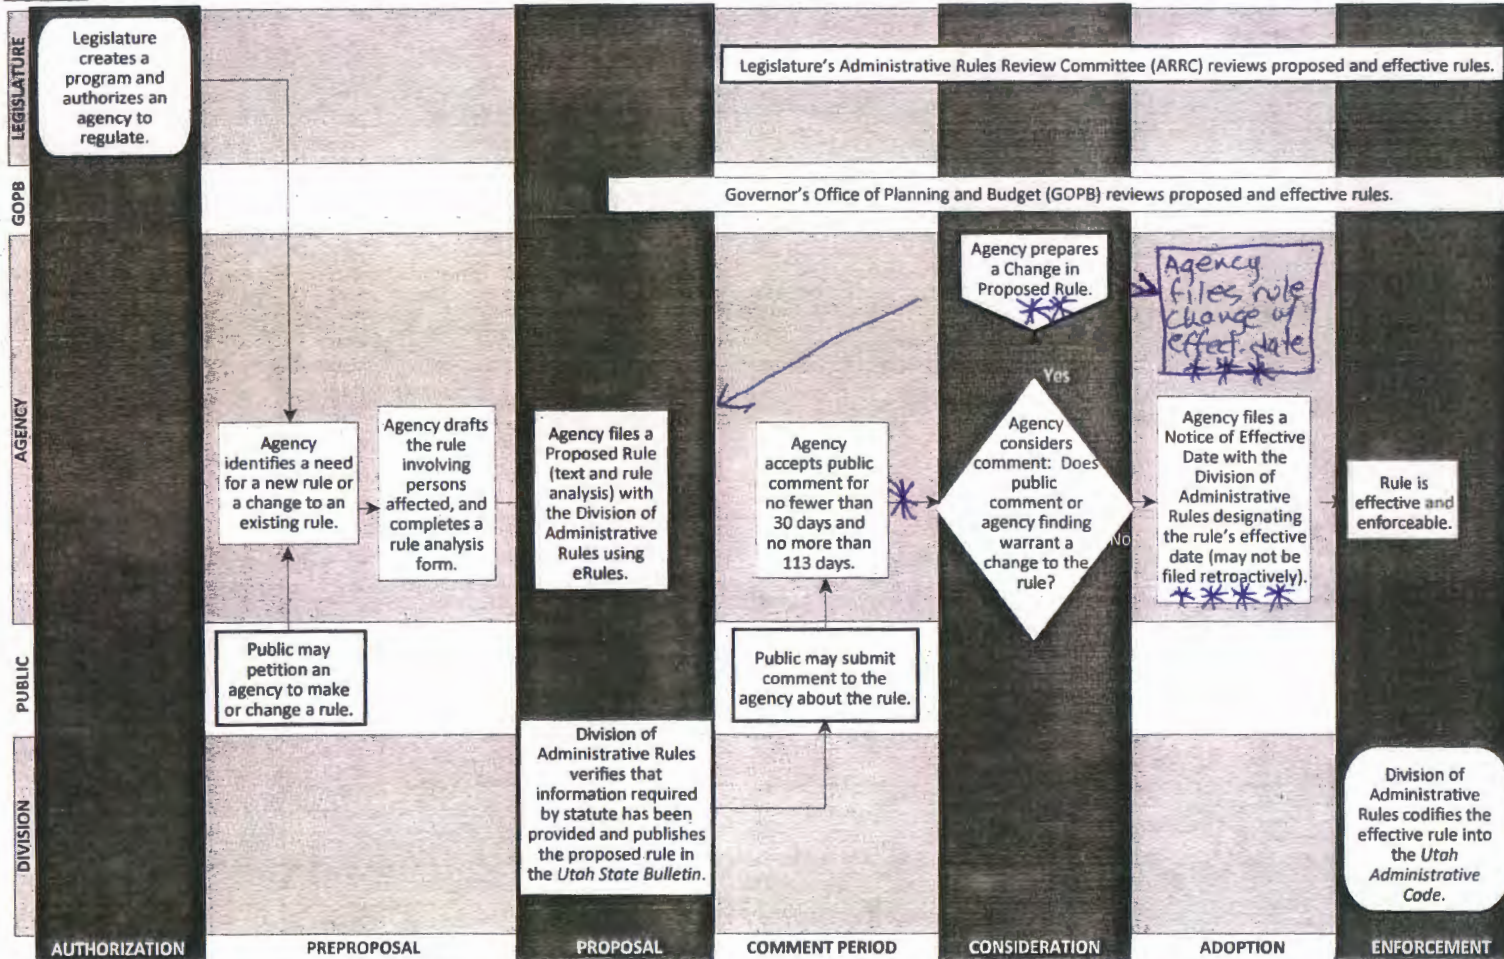 LEGISLATURE
Legislature
creates a
program and
authorizes an
agency to
regulate.
Legislature's Administrative Rules Review Committee (ARRC) reviews proposed and effective rules.
GOPB
Governor's Office of Planning and Budget (GOPB) reviews proposed and effective rules.
AGENCY
Agency
identifies a need
for a new rule or
a change to an
existing rule.
Agency drafts
the rule
involving
persons
affected, and
completes a
rule analysis
form.
Agency files a
Proposed Rule
(text and rule
analysis) with
the Division of
Administrative
Rules using
eRules.
Agency
accepts public
comment for
no fewer than
30 days and
no more than
113 days.
*
Agency prepares
a Change in
Proposed Rule.
**
Yes
Agency
considers
comment: Does
public
comment or
agency finding
warrant a
change to the
rule?
No
Agency
files rule
change w/
effect. date
***
Agency files a
Notice of Effective
Date with the
Division of
Administrative
Rules designating
the rule's effective
date (may not be
filed retroactively).
****
Rule is
effective and
enforceable.
PUBLIC
Public may
petition an
agency to make
or change a rule.
Public may submit
comment to the
agency about the rule.
DIVISION
Division of
Administrative Rules
verifies that
information required
by statute has been
provided and publishes
the proposed rule in
the Utah State Bulletin.
Division of
Administrative
Rules codifies the
effective rule into
the Utah
Administrative
Code.
AUTHORIZATION
PREPROPOSAL
PROPOSAL
COMMENT PERIOD
CONSIDERATION
ADOPTION
ENFORCEMENT